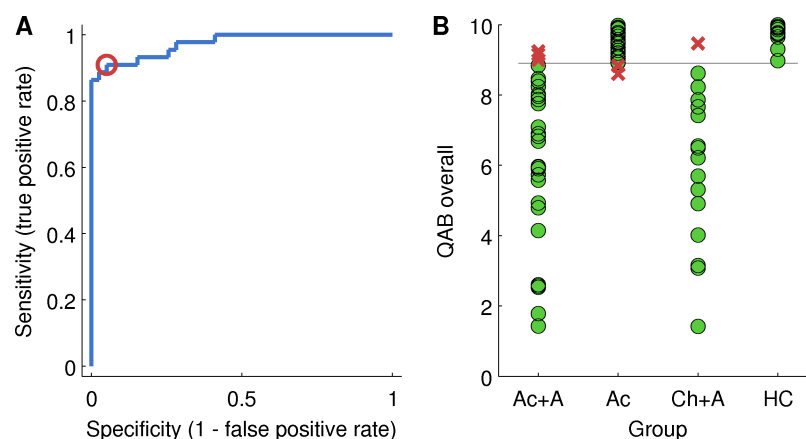 A
Sensitivity (true positive rate)
1
0.8
0.6
0.4
0.2
0
0
0.5
1
Specificity (1 - false positive rate)
B
QAB overall
10
8
6
4
2
0
Ac+A
Ac
Ch+A
HC
Group